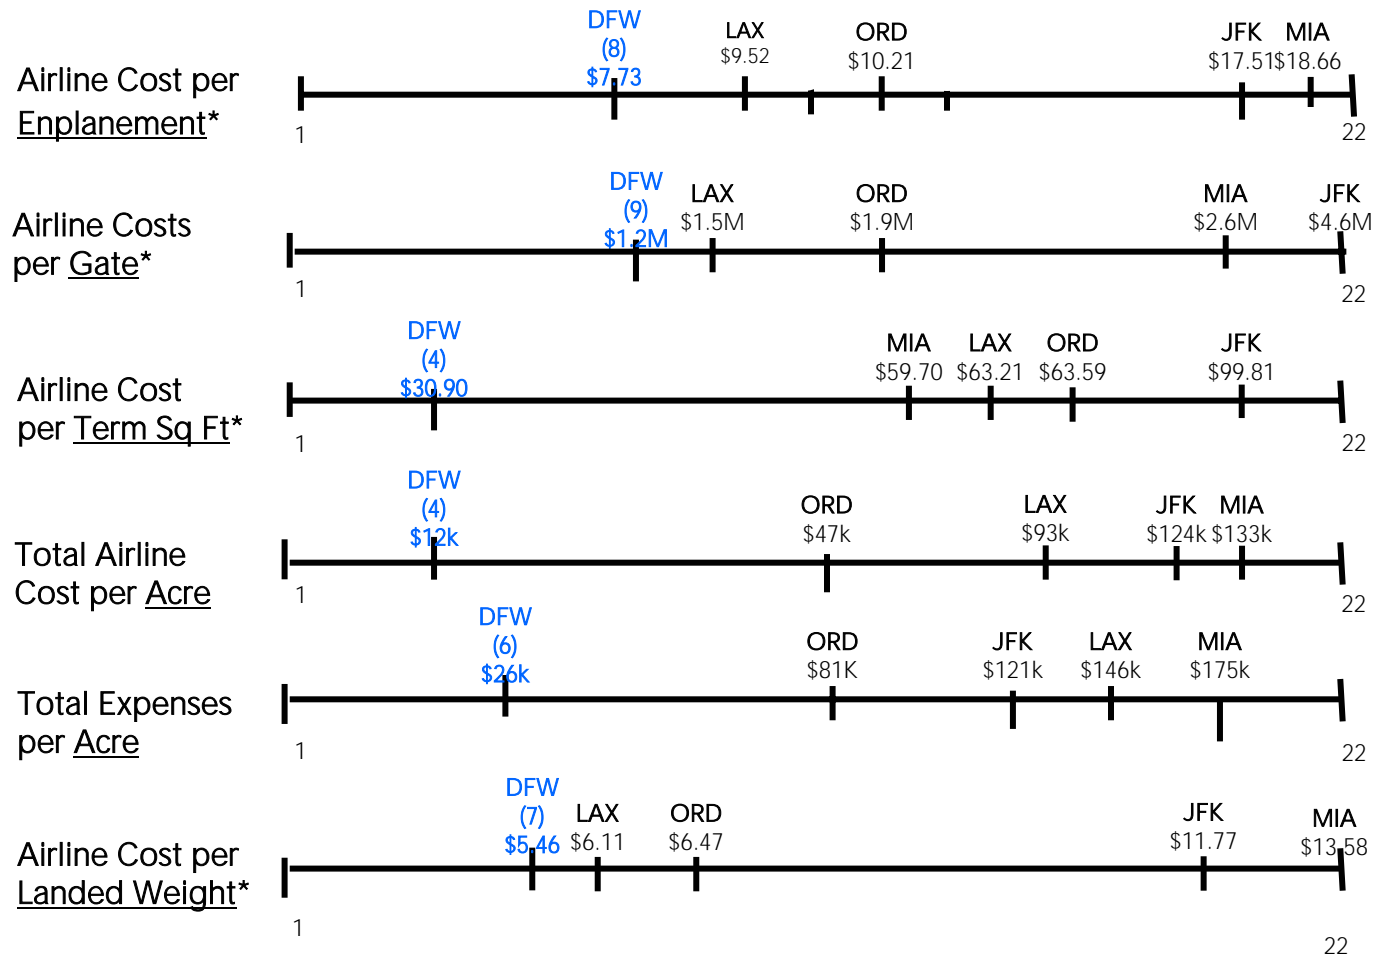 DFW
(8)
$7.73
LAX
$9.52
ORD
$10.21
JFK
$17.51
MIA
$18.66
Airline Cost per
Enplanement*
1
22
DFW
(9)
$1.2M
LAX
$1.5M
ORD
$1.9M
MIA
$2.6M
JFK
$4.6M
Airline Costs
per Gate*
1
22
DFW
(4)
$30.90
MIA
$59.70
LAX
$63.21
ORD
$63.59
JFK
$99.81
Airline Cost
per Term Sq Ft*
1
22
DFW
(4)
$12k
ORD
$47k
LAX
$93k
JFK
$124k
MIA
$133k
Total Airline
Cost per Acre
1
22
DFW
(6)
$26k
ORD
$81K
JFK
$121k
LAX
$146k
MIA
$175k
Total Expenses
per Acre
1
22
DFW
(7)
$5.46
LAX
$6.11
ORD
$6.47
JFK
$11.77
MIA
$13.58
Airline Cost per
Landed Weight*
1
22